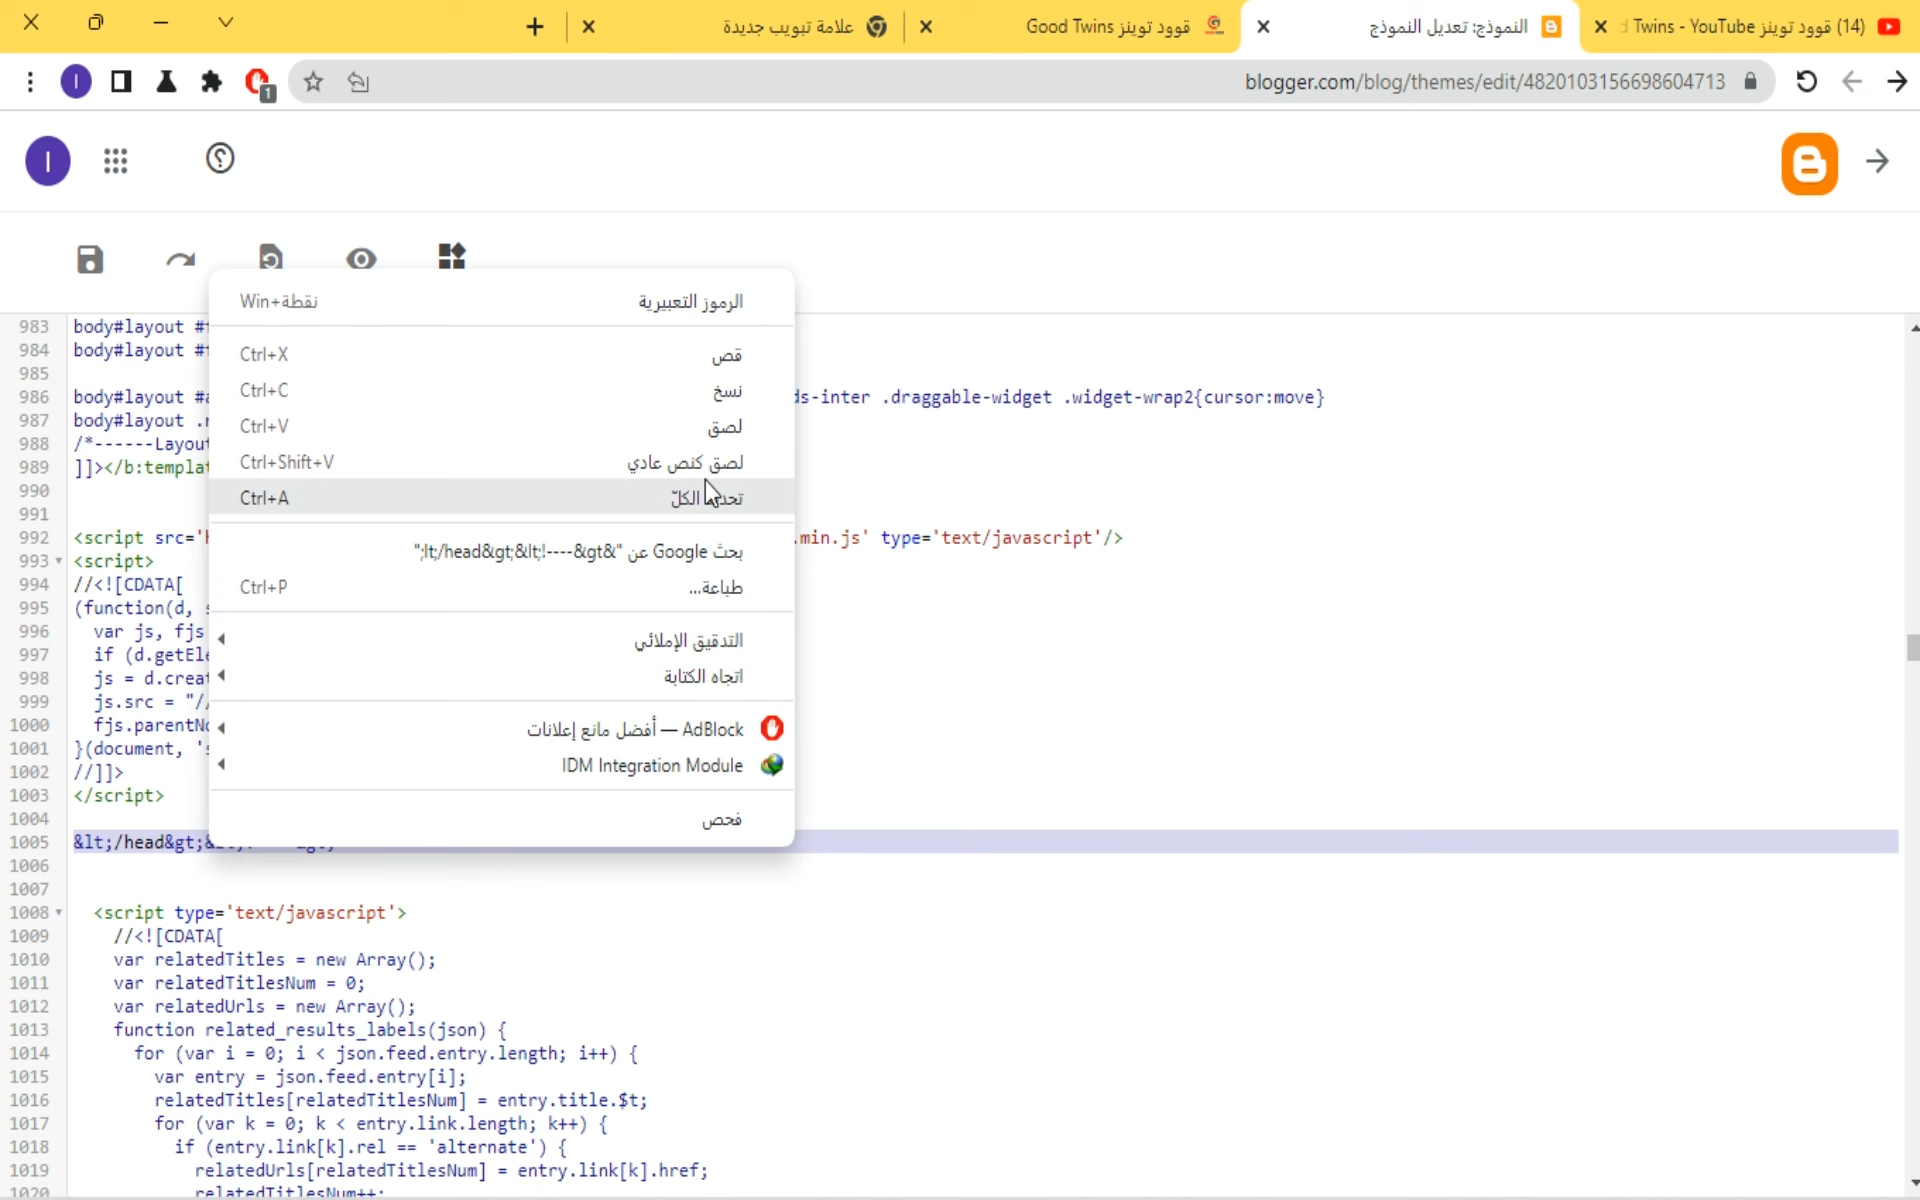 (14) قوود توينز Twins - YouTube
النموذج: تعديل النموذج
قوود توينز Good Twins
علامة تبويب جديدة
blogger.com/blog/themes/edit/4820103156698604713
1
I
I
الرموز التعبيرية Win+نقطة
قص Ctrl+X
نسخ Ctrl+C
لصق Ctrl+V
لصق كنص عادي Ctrl+Shift+V
الكلّ Ctrl+A
بحث Google عن "&lt;/head&gt;&lt;!----&gt;"
طباعة... Ctrl+P
التدقيق الإملائي
اتجاه الكتابة
AdBlock — أفضل مانع إعلانات
IDM Integration Module
فحص
983 body#layout #
984 body#layout #
985
986 body#layout # ds-inter .draggable-widget .widget-wrap2{cursor:move}
987 body#layout .
988 /*------Layout
989 ]]></b:templat
990
991
992 <script src=' .min.js' type='text/javascript'/>
993 <script>
994 //<![CDATA[
995 (function(d,
996 var js, fjs
997 if (d.getEle
998 js = d.creat
999 js.src = "/
1000 fjs.parentNo
1001 }(document, 's
1002 //]]>
1003 </script>
1004
1005 &lt;/head&gt;
1006
1007
1008 <script type='text/javascript'>
1009 //<![CDATA[
1010 var relatedTitles = new Array();
1011 var relatedTitlesNum = 0;
1012 var relatedUrls = new Array();
1013 function related_results_labels(json) {
1014 for (var i = 0; i < json.feed.entry.length; i++) {
1015 var entry = json.feed.entry[i];
1016 relatedTitles[relatedTitlesNum] = entry.title.$t;
1017 for (var k = 0; k < entry.link.length; k++) {
1018 if (entry.link[k].rel == 'alternate') {
1019 relatedUrls[relatedTitlesNum] = entry.link[k].href;
1020 relatedTitlesNum++;